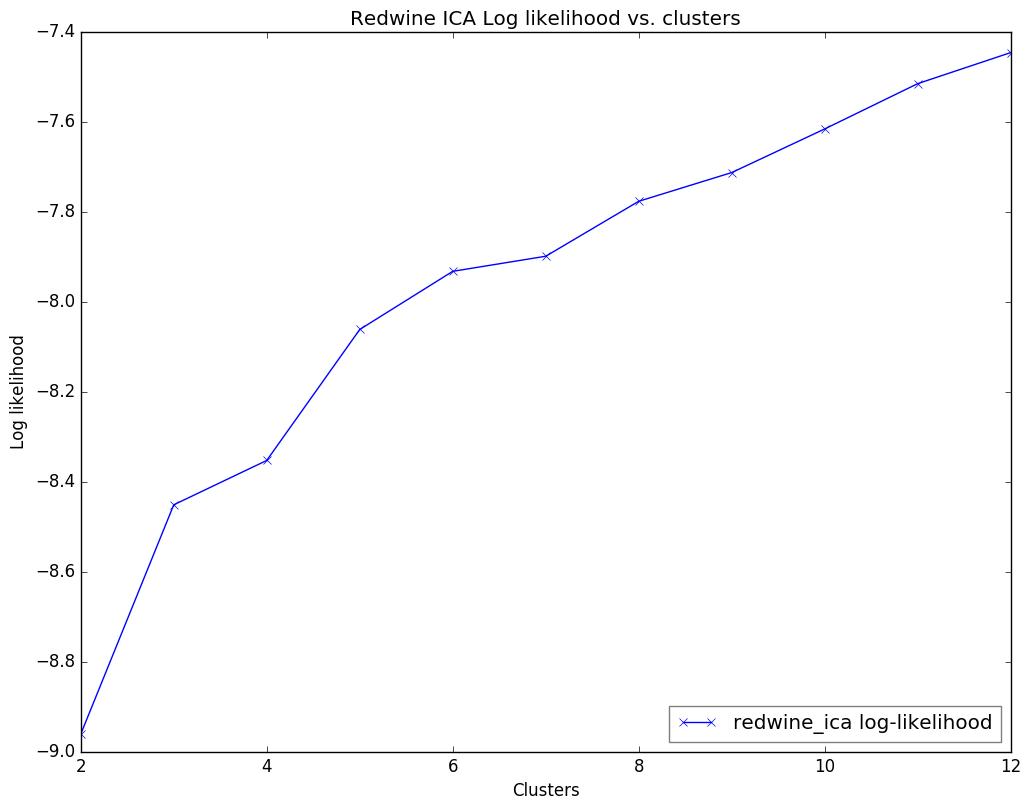 Redwine ICA Log likelihood vs. clusters
−7.4
−7.6
−7.8
−8.0
−8.2
−8.4
−8.6
−8.8
−9.0
Log likelihood
redwine_ica log-likelihood
2 4 6 8 10 12
Clusters